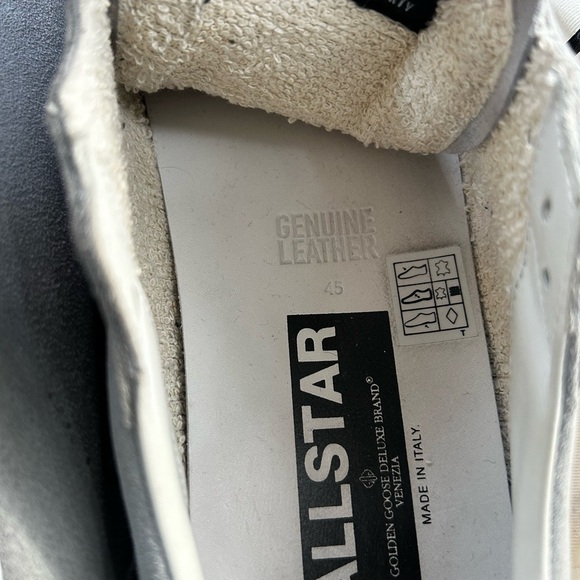 GENUINE
LEATHER
45
T
ALLSTAR
GOLDEN GOOSE DELUXE BRAND®
VENEZIA
MADE IN ITALY.